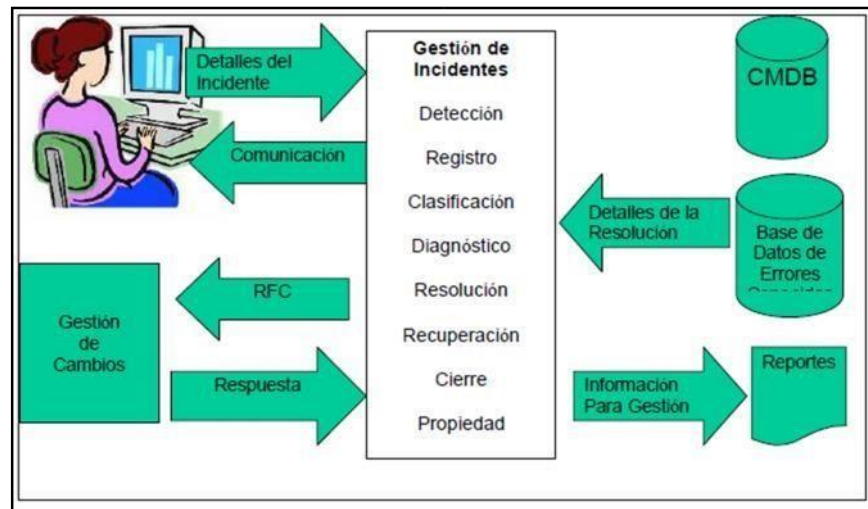 Detalles del
Incidente
Comunicación
RFC
Gestión
de
Cambios
Respuesta
Gestión de
Incidentes
Detección
Registro
Clasificación
Diagnóstico
Resolución
Recuperación
Cierre
Propiedad
CMDB
Detalles de la
Resolución
Base de
Datos de
Errores
Información
Para Gestión
Reportes